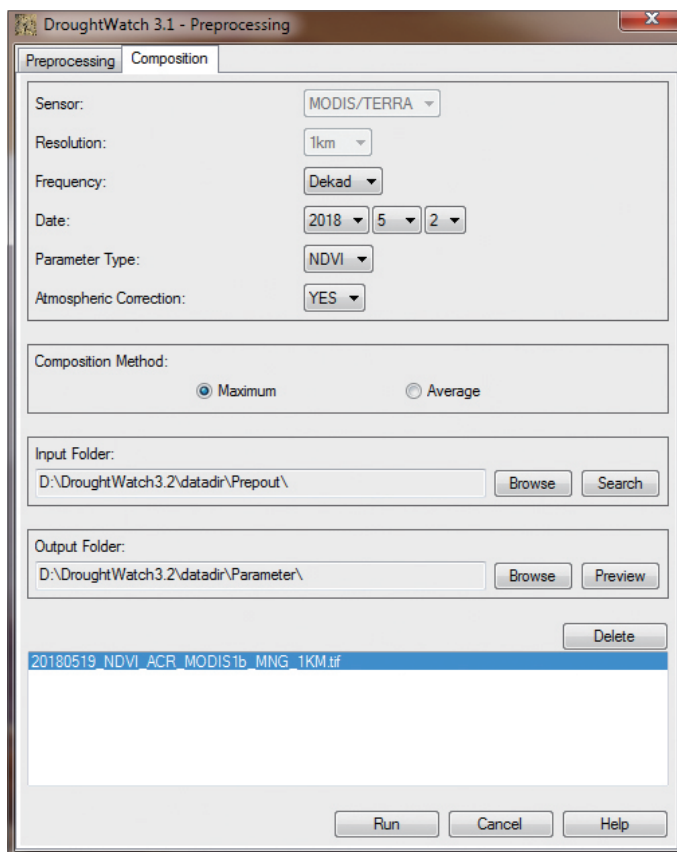 DroughtWatch 3.1 - Preprocessing
Preprocessing Composition
Sensor: MODIS/TERRA
Resolution: 1km
Frequency: Dekad
Date: 2018 5 2
Parameter Type: NDVI
Atmospheric Correction: YES
Composition Method:
Maximum Average
Input Folder:
D:\DroughtWatch3.2\datadir\Prepout\ Browse Search
Output Folder:
D:\DroughtWatch3.2\datadir\Parameter\ Browse Preview
Delete
20180519_NDVI_ACR_MODIS1b_MNG_1KM.tif
Run Cancel Help